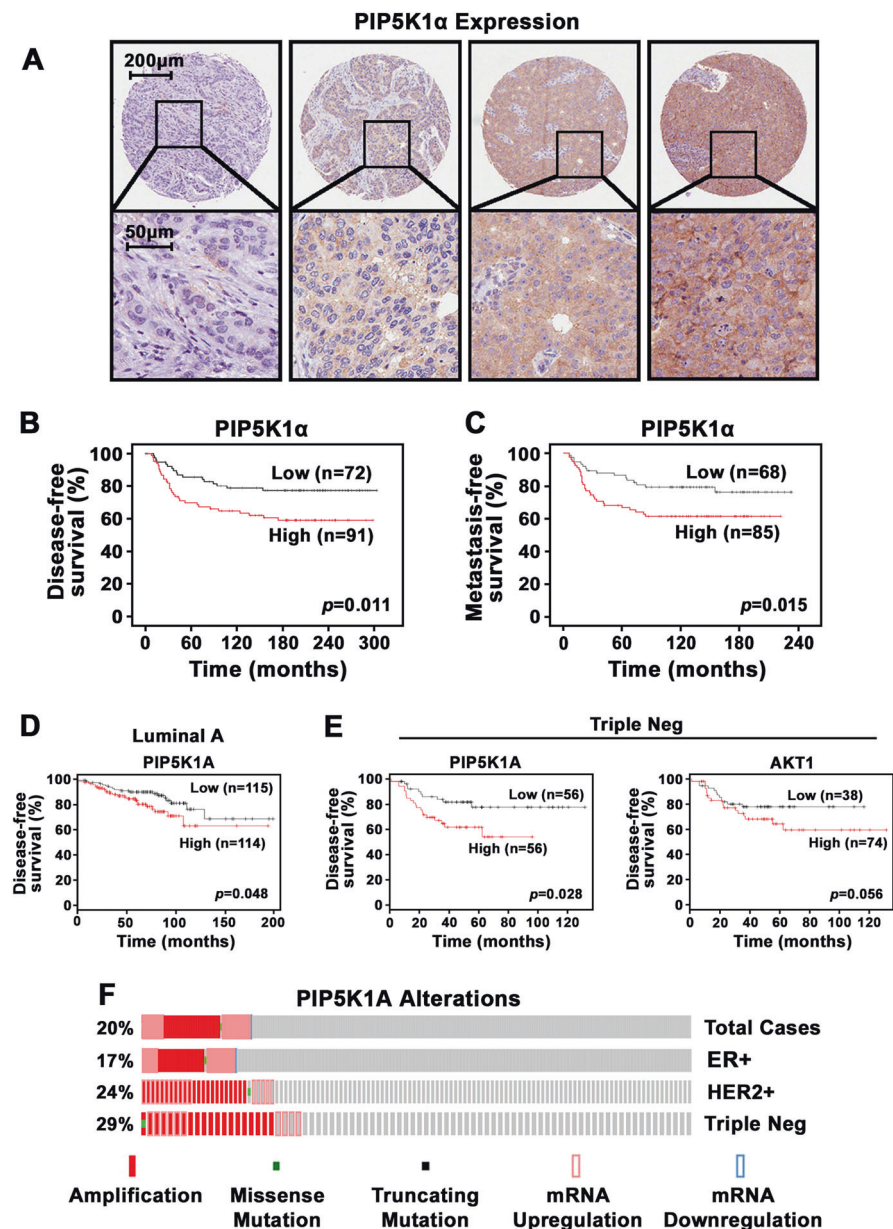 PIP5K1α Expression
A
200µm
50µm
B
PIP5K1α
Disease-free
survival (%)
100
80
60
40
20
0
Low (n=72)
High (n=91)
p=0.011
0 60 120 180 240 300
Time (months)
C
PIP5K1α
Metastasis-free
survival (%)
100
80
60
80
20
0
Low (n=68)
High (n=85)
p=0.015
0 60 120 180 240
Time (months)
D
Luminal A
PIP5K1A
Disease-free
survival (%)
100
80
60
40
20
0
Low (n=115)
High (n=114)
p=0.048
0 50 100 150 200
Time (months)
E
Triple Neg
PIP5K1A
Disease-free
survival (%)
100
80
60
40
20
0
Low (n=56)
High (n=56)
p=0.028
0 20 40 60 80 100 120
Time (months)
AKT1
Disease-free
survival (%)
100
80
60
40
20
0
Low (n=38)
High (n=74)
p=0.056
0 20 40 60 80 100 120
Time (months)
F
PIP5K1A Alterations
20% Total Cases
17% ER+
24% HER2+
29% Triple Neg
Amplification
Missense
Mutation
Truncating
Mutation
mRNA
Upregulation
mRNA
Downregulation